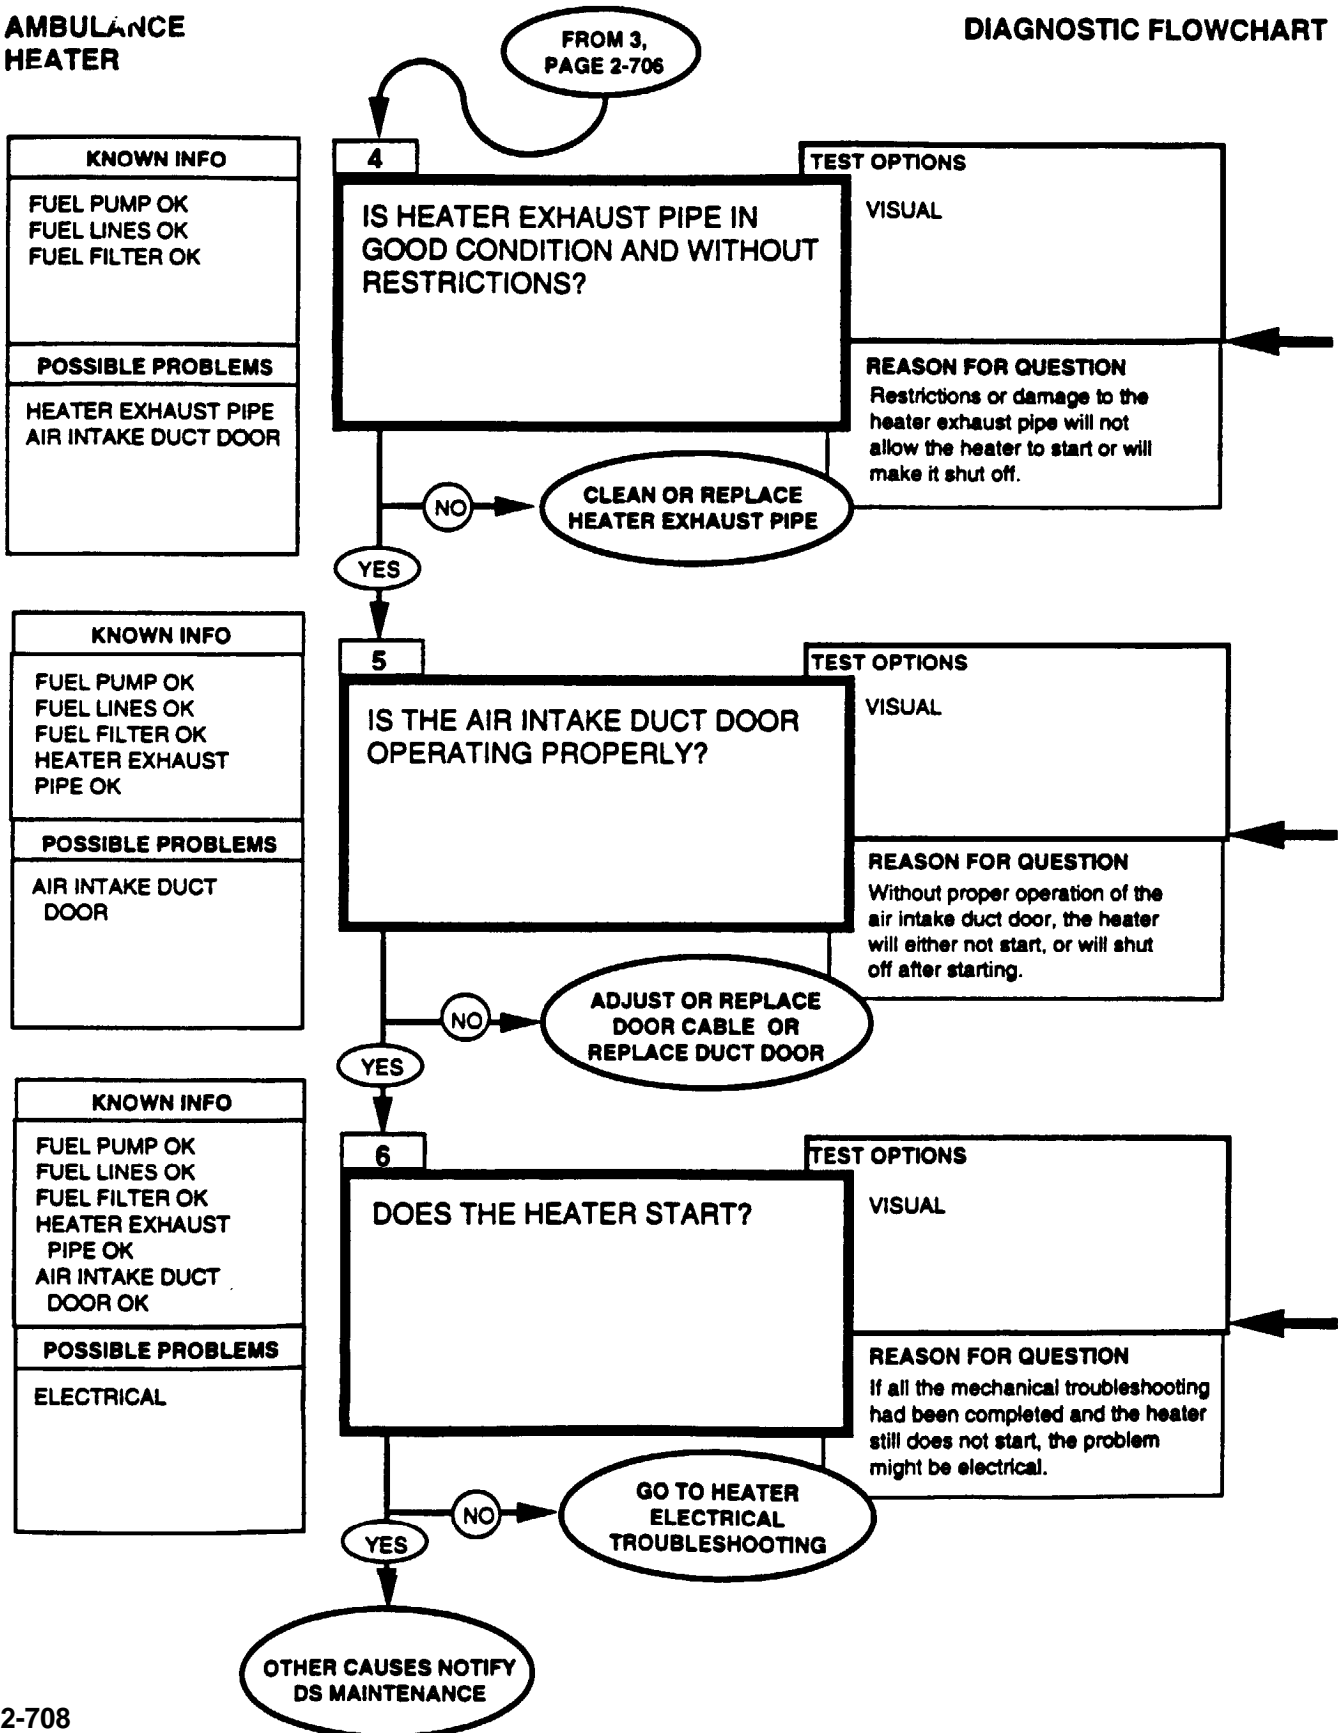 AMBULANCE
HEATER
DIAGNOSTIC FLOWCHART
FROM 3,
PAGE 2-706
KNOWN INFO
FUEL PUMP OK
FUEL LINES OK
FUEL FILTER OK
POSSIBLE PROBLEMS
HEATER EXHAUST PIPE
AIR INTAKE DUCT DOOR
4
IS HEATER EXHAUST PIPE IN
GOOD CONDITION AND WITHOUT
RESTRICTIONS?
TEST OPTIONS
VISUAL
REASON FOR QUESTION
Restrictions or damage to the
heater exhaust pipe will not
allow the heater to start or will
make it shut off.
NO
CLEAN OR REPLACE
HEATER EXHAUST PIPE
YES
KNOWN INFO
FUEL PUMP OK
FUEL LINES OK
FUEL FILTER OK
HEATER EXHAUST
PIPE OK
POSSIBLE PROBLEMS
AIR INTAKE DUCT
DOOR
5
IS THE AIR INTAKE DUCT DOOR
OPERATING PROPERLY?
TEST OPTIONS
VISUAL
REASON FOR QUESTION
Without proper operation of the
air intake duct door, the heater
will either not start, or will shut
off after starting.
NO
ADJUST OR REPLACE
DOOR CABLE OR
REPLACE DUCT DOOR
YES
KNOWN INFO
FUEL PUMP OK
FUEL LINES OK
FUEL FILTER OK
HEATER EXHAUST
PIPE OK
AIR INTAKE DUCT
DOOR OK
POSSIBLE PROBLEMS
ELECTRICAL
6
DOES THE HEATER START?
TEST OPTIONS
VISUAL
REASON FOR QUESTION
If all the mechanical troubleshooting
had been completed and the heater
still does not start, the problem
might be electrical.
NO
GO TO HEATER
ELECTRICAL
TROUBLESHOOTING
YES
OTHER CAUSES NOTIFY
DS MAINTENANCE
2-708